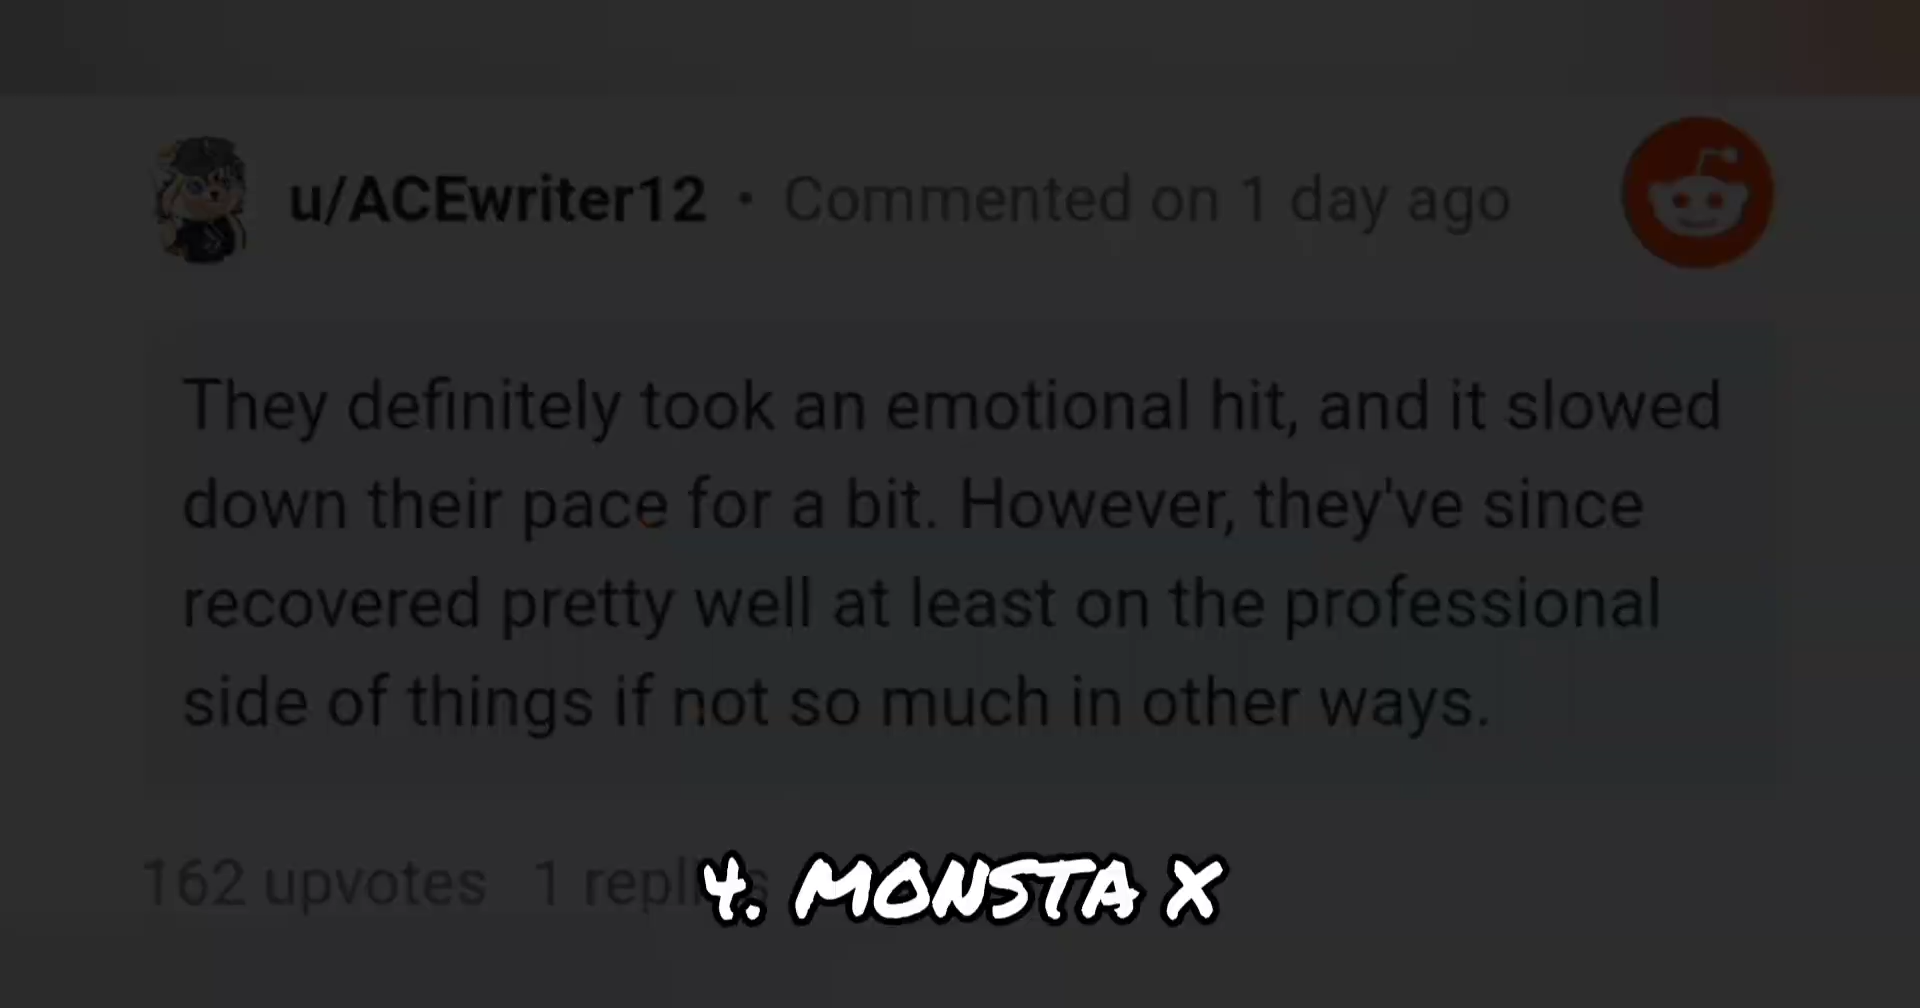 u/ACEwriter12 · Commented on 1 day ago
They definitely took an emotional hit, and it slowed
down their pace for a bit. However, they've since
recovered pretty well at least on the professional
side of things if not so much in other ways.
162 upvotes 1 replies
4. MONSTA X